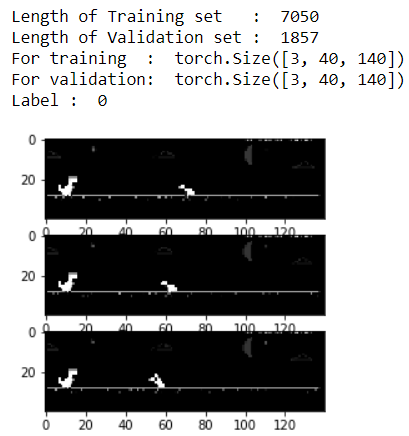 Length of Training set   :  7050
Length of Validation set :  1857
For training  :  torch.Size([3, 40, 140])
For validation:  torch.Size([3, 40, 140])
Label :  0
0
20
0 20 40 60 80 100 120
0
20
0 20 40 60 80 100 120
0
20
0 20 40 60 80 100 120